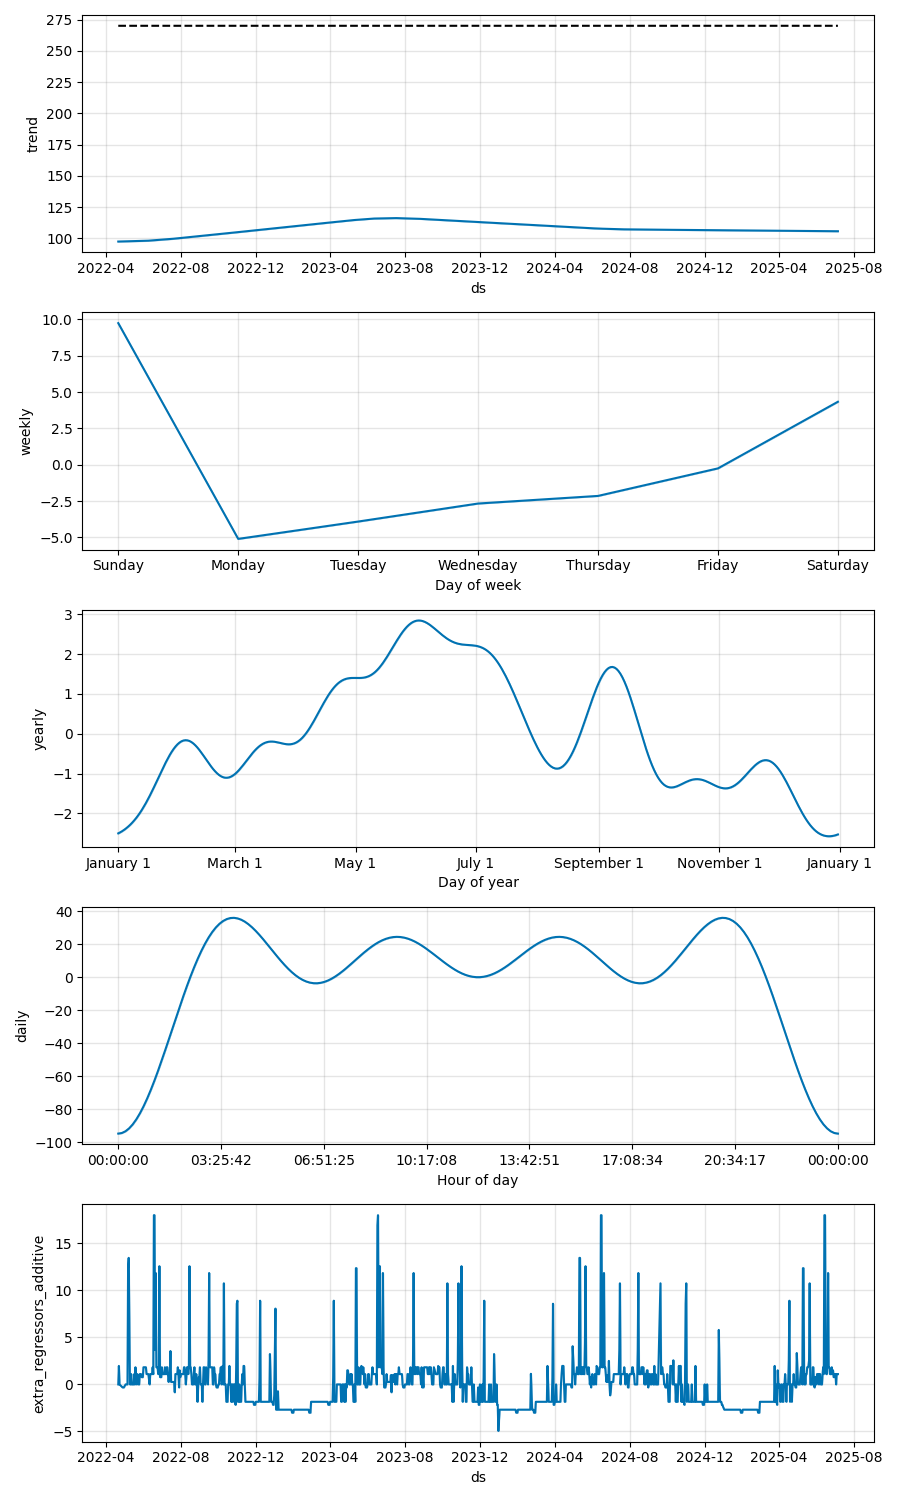 275
250
225
200
175
150
125
100
trend
2022-04 2022-08 2022-12 2023-04 2023-08 2023-12 2024-04 2024-08 2024-12 2025-04 2025-08
ds
10.0
7.5
5.0
2.5
0.0
−2.5
−5.0
weekly
Sunday Monday Tuesday Wednesday Thursday Friday Saturday
Day of week
3
2
1
0
−1
−2
yearly
January 1 March 1 May 1 July 1 September 1 November 1 January 1
Day of year
40
20
0
−20
−40
−60
−80
−100
daily
00:00:00 03:25:42 06:51:25 10:17:08 13:42:51 17:08:34 20:34:17 00:00:00
Hour of day
15
10
5
0
−5
extra_regressors_additive
2022-04 2022-08 2022-12 2023-04 2023-08 2023-12 2024-04 2024-08 2024-12 2025-04 2025-08
ds